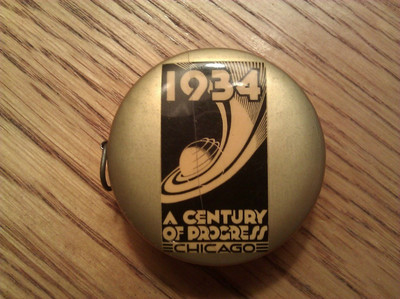 1934
A CENTURY
OF PROGRESS
CHICAGO